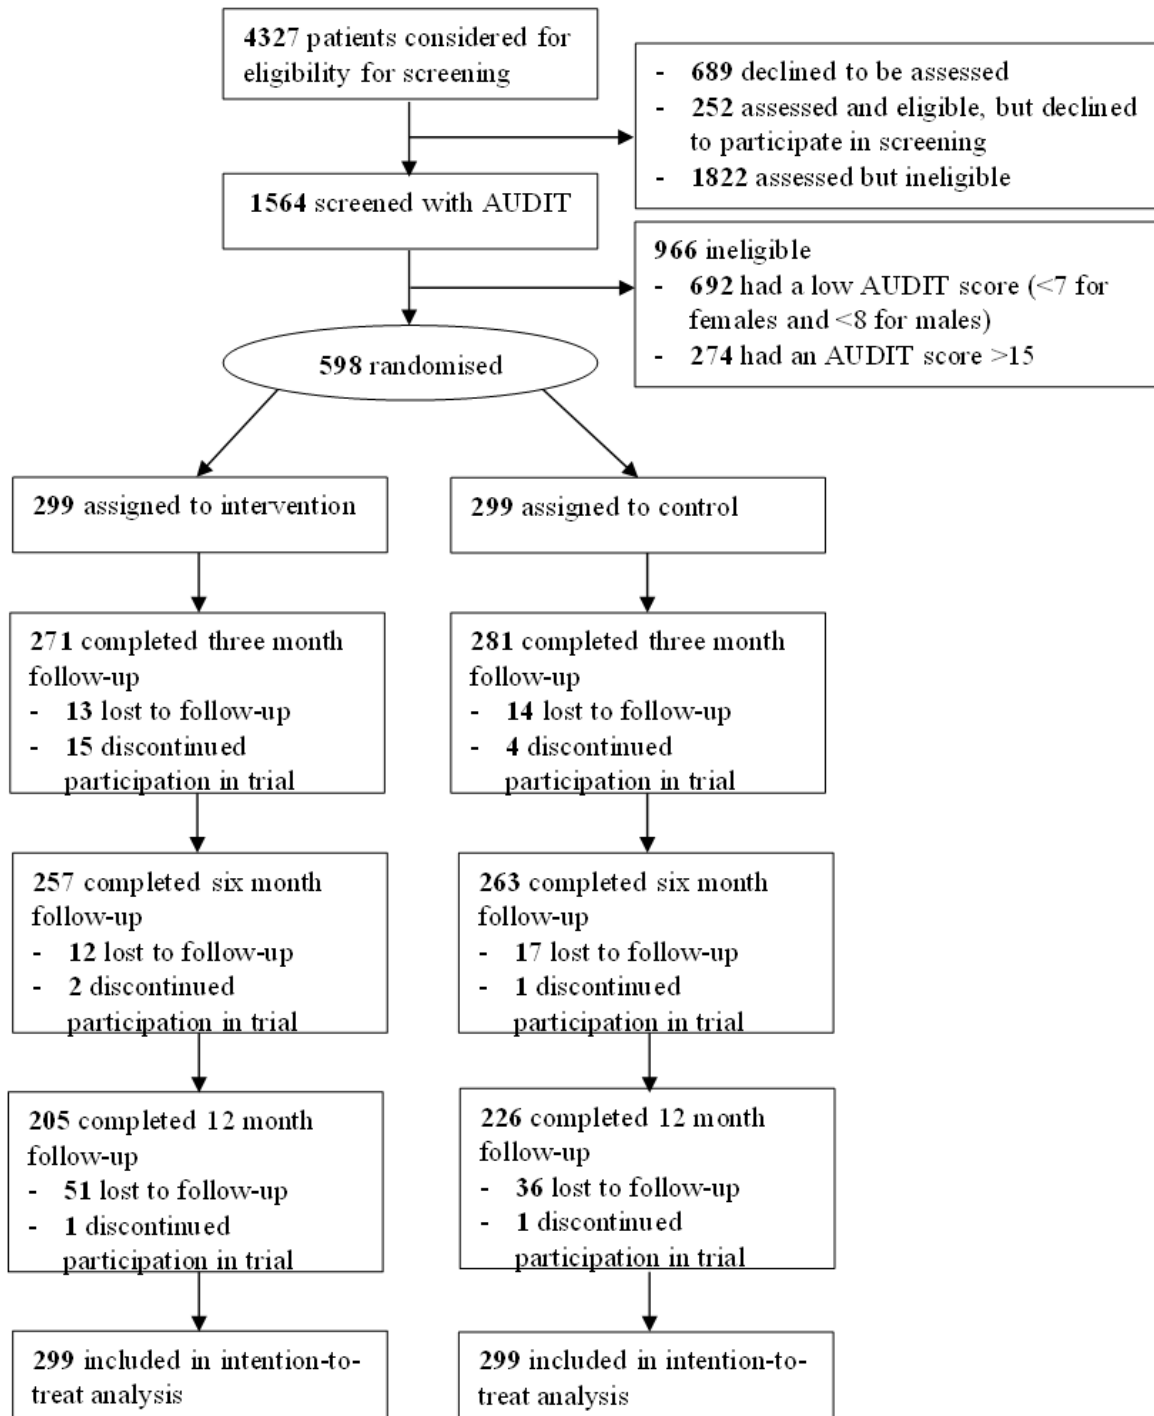 4327 patients considered for
eligibility for screening
- 689 declined to be assessed
- 252 assessed and eligible, but declined
to participate in screening
- 1822 assessed but ineligible
1564 screened with AUDIT
966 ineligible
- 692 had a low AUDIT score (<7 for
females and <8 for males)
- 274 had an AUDIT score >15
598 randomised
299 assigned to intervention
299 assigned to control
271 completed three month
follow-up
- 13 lost to follow-up
- 15 discontinued
participation in trial
281 completed three month
follow-up
- 14 lost to follow-up
- 4 discontinued
participation in trial
257 completed six month
follow-up
- 12 lost to follow-up
- 2 discontinued
participation in trial
263 completed six month
follow-up
- 17 lost to follow-up
- 1 discontinued
participation in trial
205 completed 12 month
follow-up
- 51 lost to follow-up
- 1 discontinued
participation in trial
226 completed 12 month
follow-up
- 36 lost to follow-up
- 1 discontinued
participation in trial
299 included in intention-to-
treat analysis
299 included in intention-to-
treat analysis